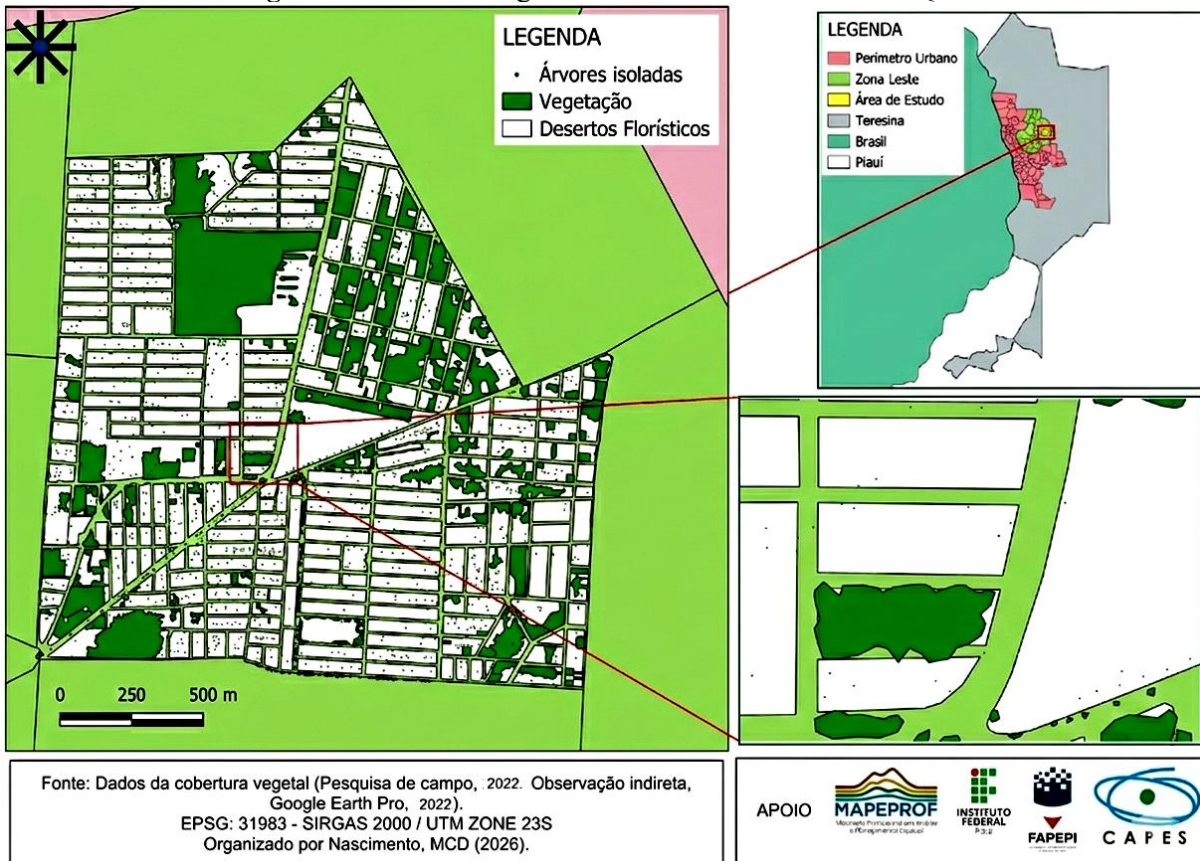 LEGENDA
Árvores isoladas
Vegetação
Desertos Florísticos
LEGENDA
Perímetro Urbano
Zona Leste
Área de Estudo
Teresina
Brasil
Piauí
0 250 500 m
Fonte: Dados da cobertura vegetal (Pesquisa de campo, 2022. Observação indireta,
Google Earth Pro, 2022).
EPSG: 31983 - SIRGAS 2000 / UTM ZONE 23S
Organizado por Nascimento, MCD (2026).
APOIO
MAPEPROF
INSTITUTO
FEDERAL
FAPEPI
CAPES